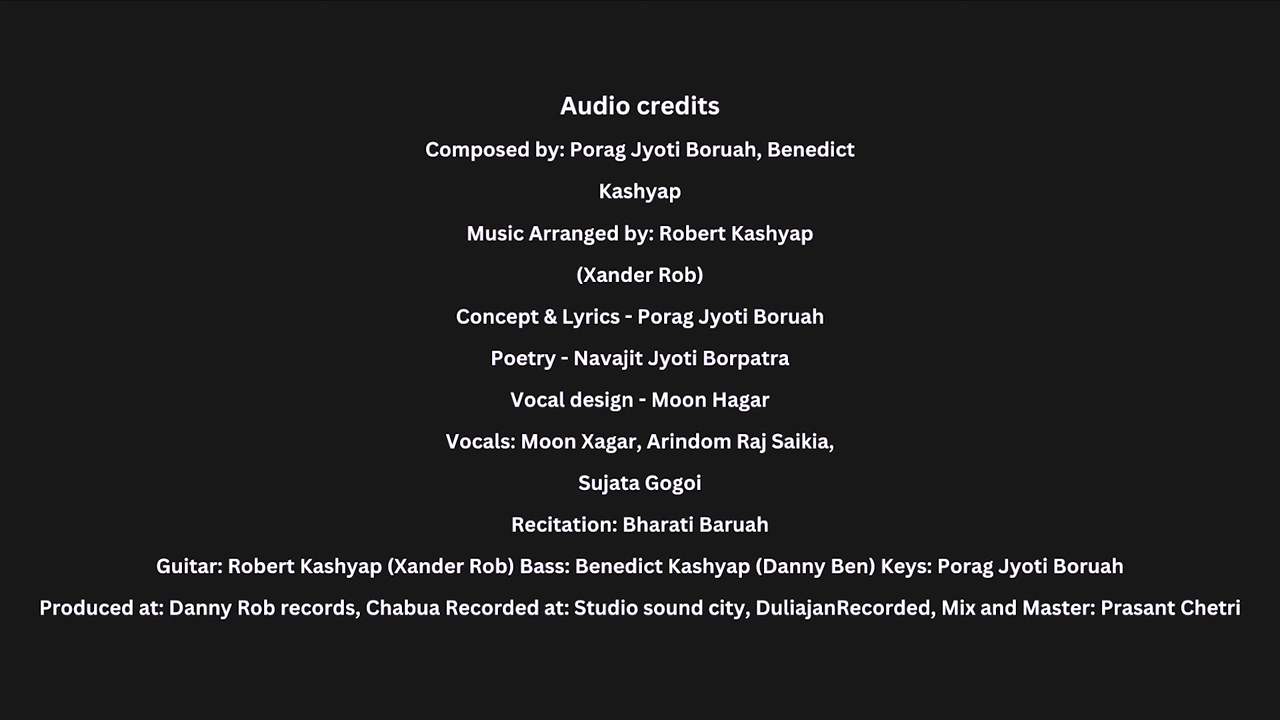 Audio credits
Composed by: Porag Jyoti Boruah, Benedict
Kashyap
Music Arranged by: Robert Kashyap
(Xander Rob)
Concept & Lyrics - Porag Jyoti Boruah
Poetry - Navajit Jyoti Borpatra
Vocal design - Moon Hagar
Vocals: Moon Xagar, Arindom Raj Saikia,
Sujata Gogoi
Recitation: Bharati Baruah
Guitar: Robert Kashyap (Xander Rob) Bass: Benedict Kashyap (Danny Ben) Keys: Porag Jyoti Boruah
Produced at: Danny Rob records, Chabua Recorded at: Studio sound city, DuliajanRecorded, Mix and Master: Prasant Chetri